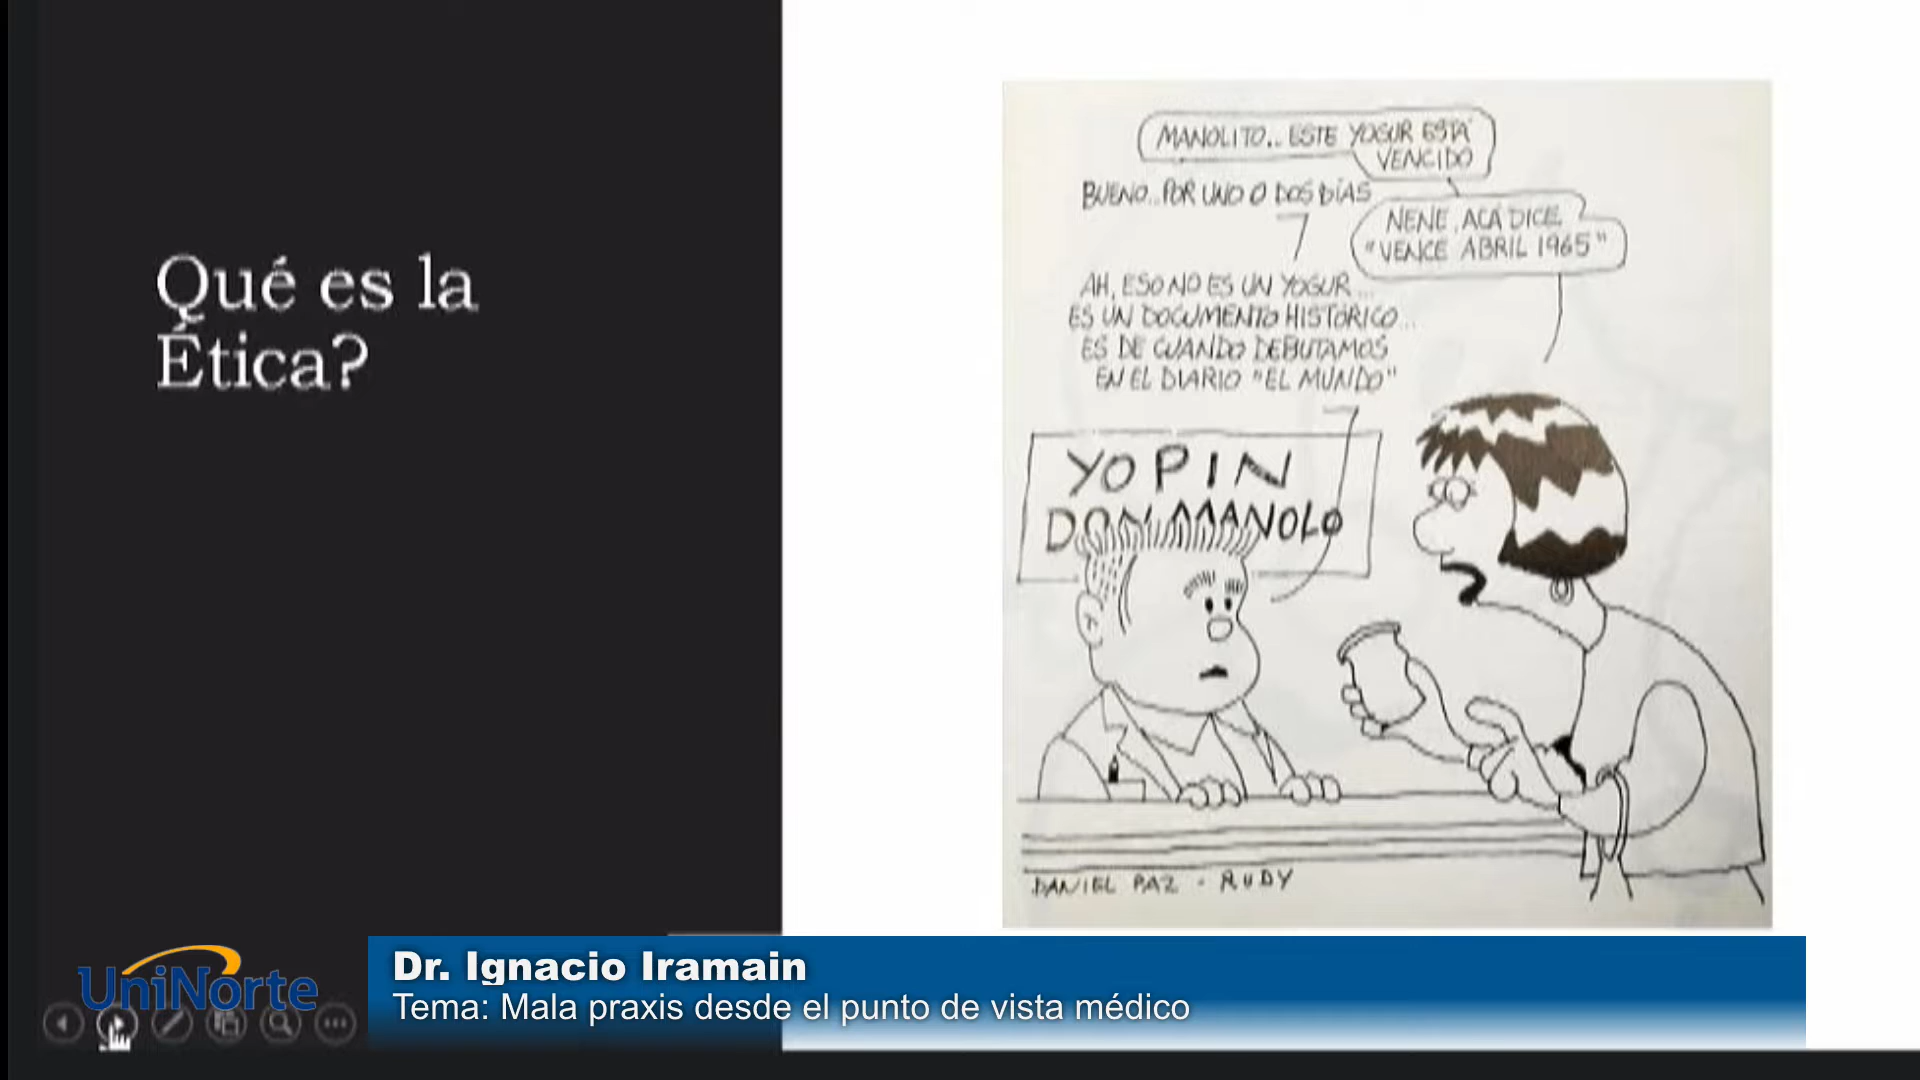 Qué es la
Ética?
MANOLITO.. ESTE YOGUR ESTÁ
VENCIDO
BUENO.. POR UNO O DOS DÍAS
NENE, ACÁ DICE
"VENCE ABRIL 1965"
AH, ESO NO ES UN YOGUR...
ES UN DOCUMENTO HISTÓRICO...
ES DE CUANDO DEBUTAMOS
EN EL DIARIO "EL MUNDO"
YOPIN
DON MANOLO
DANIEL PAZ - RUDY
UniNorte
Dr. Ignacio Iramain
Tema: Mala praxis desde el punto de vista médico